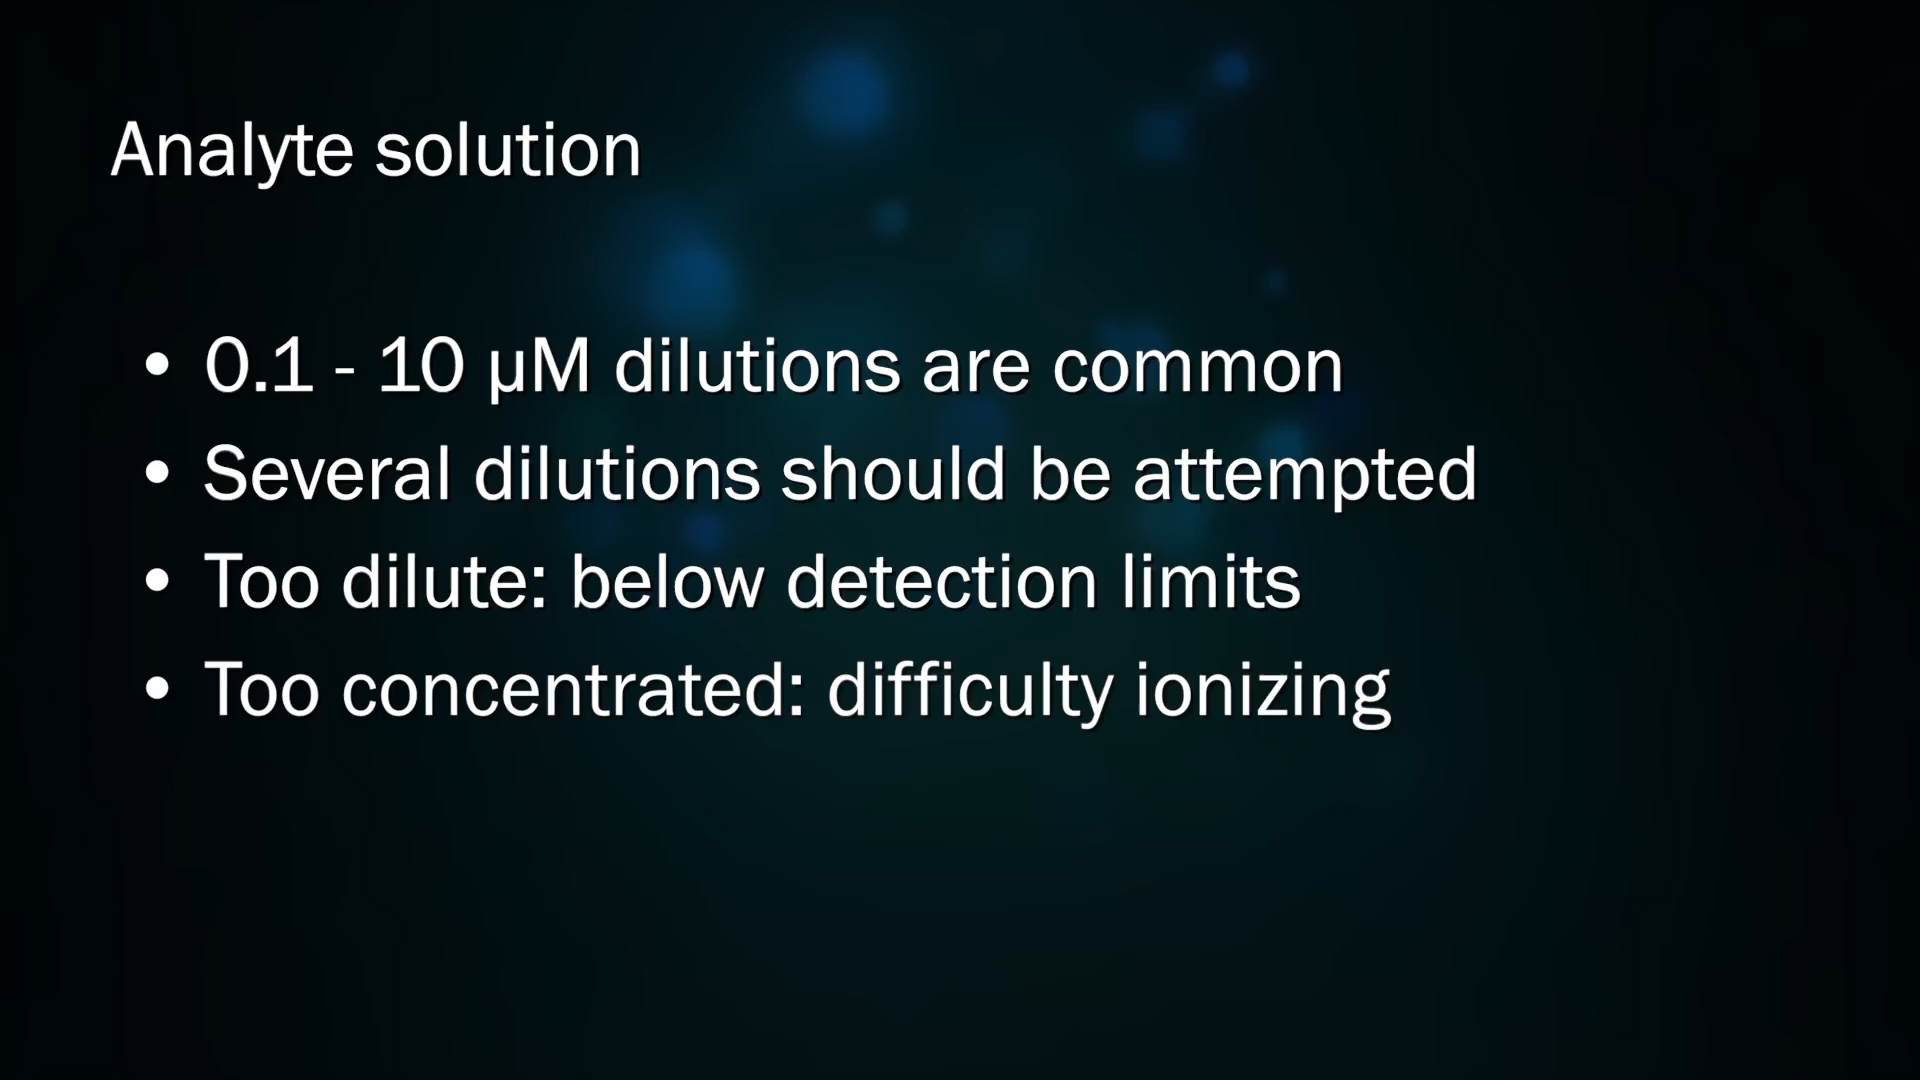 Analyte solution
• 0.1 - 10 µM dilutions are common
• Several dilutions should be attempted
• Too dilute: below detection limits
• Too concentrated: difficulty ionizing